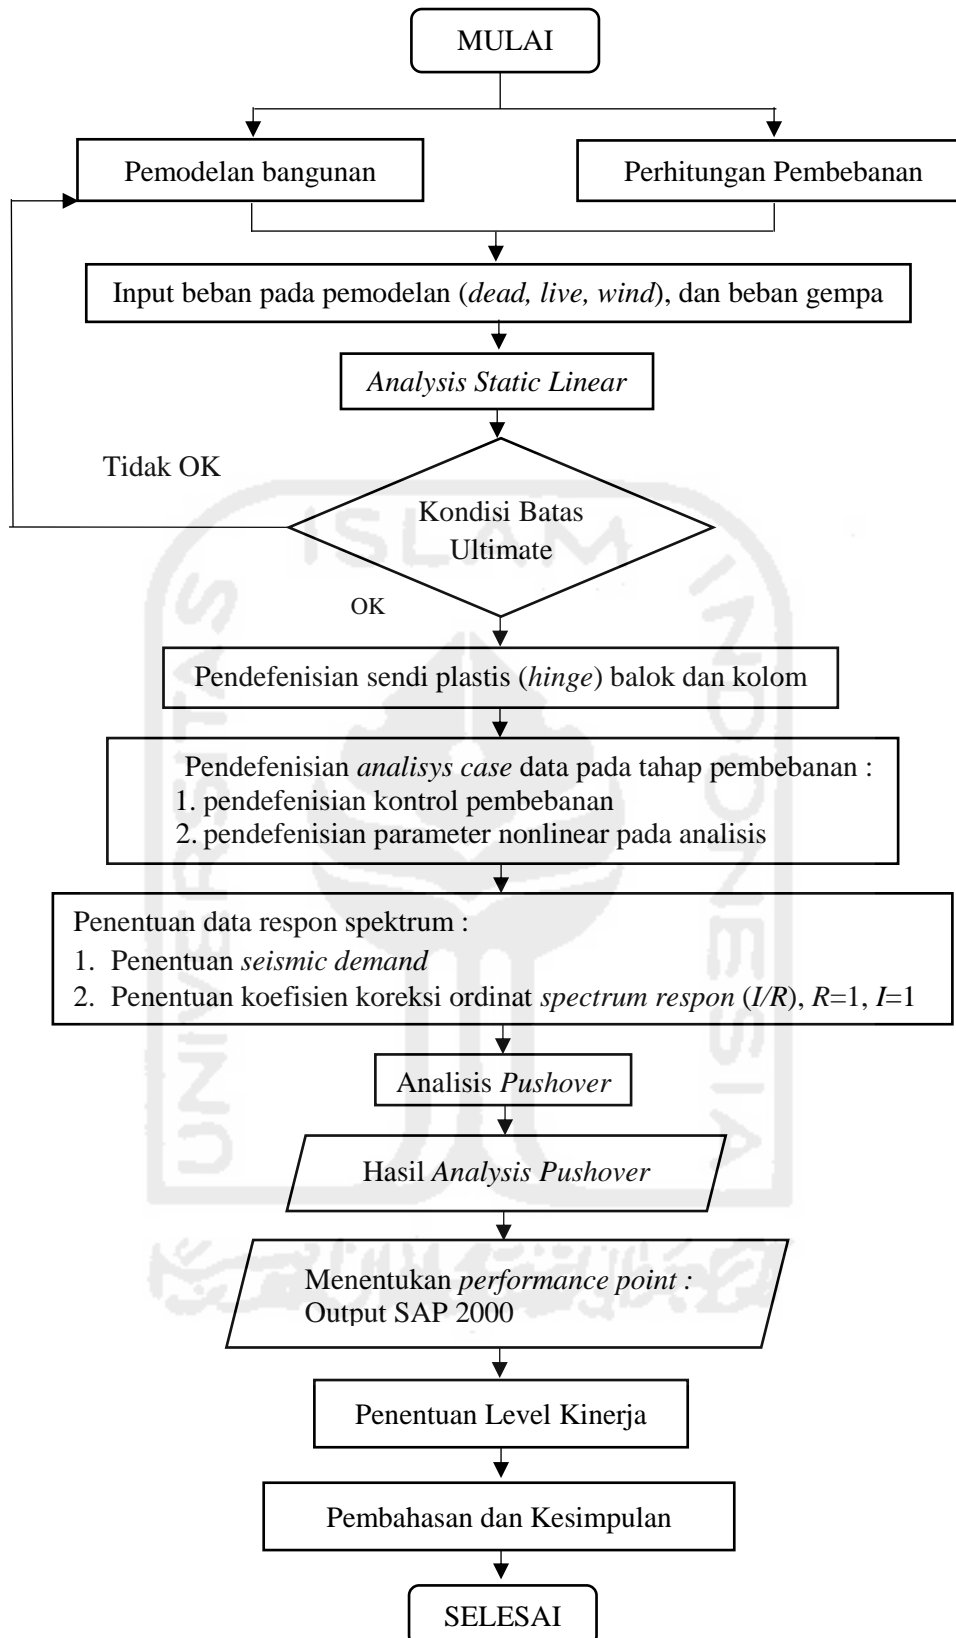 MULAI
Pemodelan bangunan
Perhitungan Pembebanan
Input beban pada pemodelan (dead, live, wind), dan beban gempa
Analysis Static Linear
Tidak OK
Kondisi Batas
Ultimate
OK
Pendefenisian sendi plastis (hinge) balok dan kolom
Pendefenisian analisys case data pada tahap pembebanan :
1. pendefenisian kontrol pembebanan
2. pendefenisian parameter nonlinear pada analisis
Penentuan data respon spektrum :
1. Penentuan seismic demand
2. Penentuan koefisien koreksi ordinat spectrum respon (I/R), R=1, I=1
Analisis Pushover
Hasil Analysis Pushover
Menentukan performance point :
Output SAP 2000
Penentuan Level Kinerja
Pembahasan dan Kesimpulan
SELESAI
UNIVERSITAS
ISLAM
INDONESIA